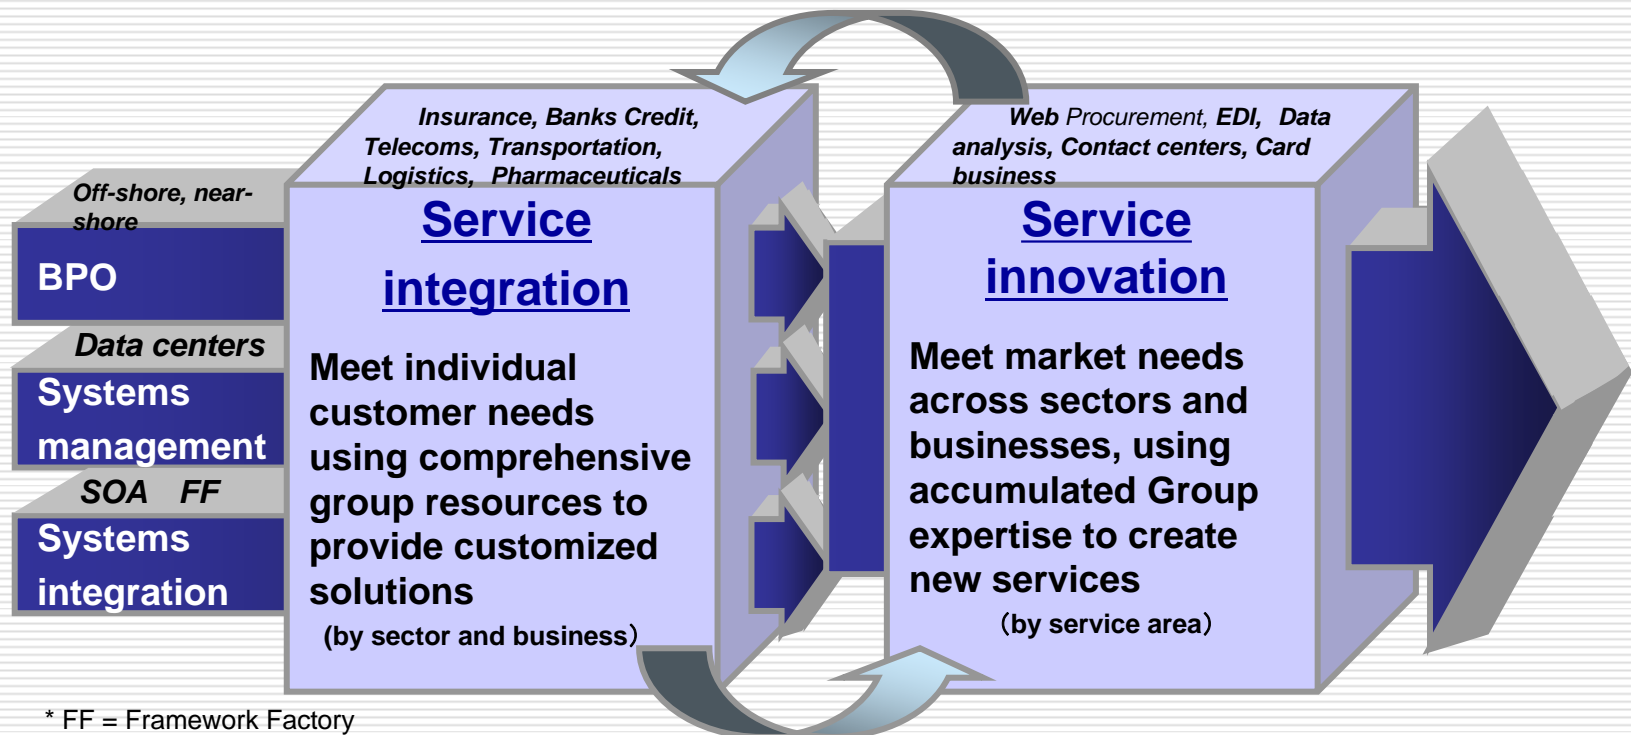 Off-shore, near-
shore
BPO
Data centers
Systems
management
SOA FF
Systems
integration
Insurance, Banks Credit,
Telecoms, Transportation,
Logistics, Pharmaceuticals
Service
integration
Meet individual
customer needs
using comprehensive
group resources to
provide customized
solutions
(by sector and business）
Web Procurement, EDI, Data
analysis, Contact centers, Card
business
Service
innovation
Meet market needs
across sectors and
businesses, using
accumulated Group
expertise to create
new services
（by service area）
* FF = Framework Factory